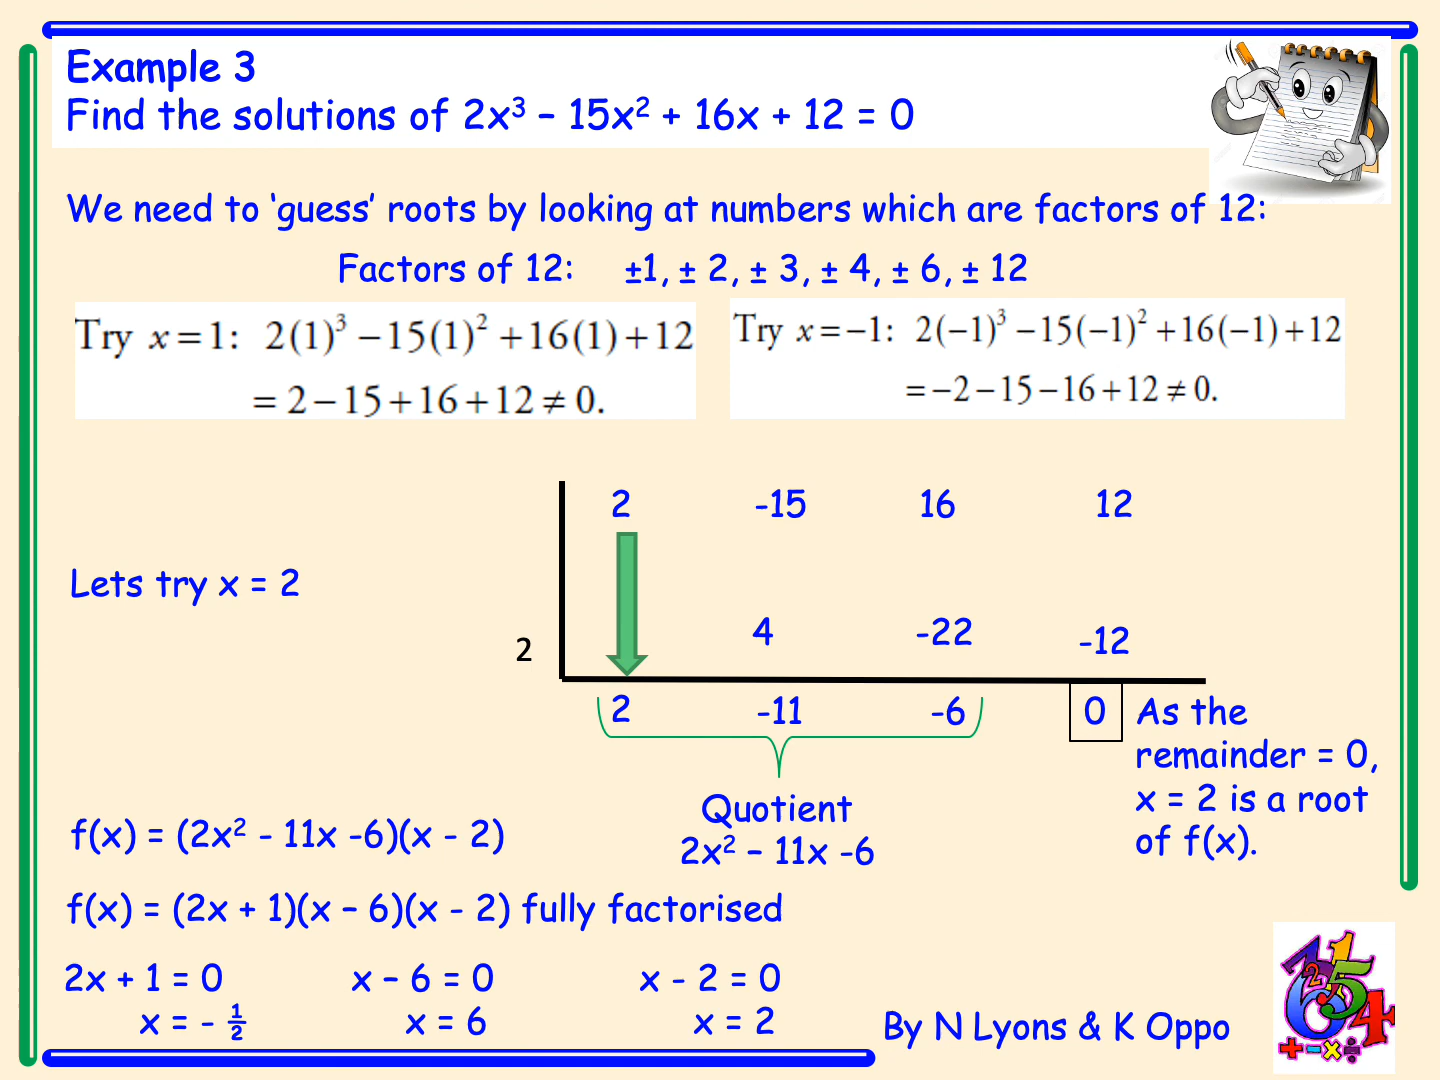 Example 3
Find the solutions of 2x³ – 15x² + 16x + 12 = 0
We need to ‘guess’ roots by looking at numbers which are factors of 12:
Factors of 12: ±1, ± 2, ± 3, ± 4, ± 6, ± 12
Try x = 1: 2(1)³ − 15(1)² + 16(1) + 12
= 2 − 15 + 16 + 12 ≠ 0.
Try x = −1: 2(−1)³ − 15(−1)² + 16(−1) + 12
= −2 − 15 − 16 + 12 ≠ 0.
2 -15 16 12
Lets try x = 2
2 4 -22 -12
2 -11 -6 0
As the
remainder = 0,
x = 2 is a root
of f(x).
Quotient
2x² – 11x -6
f(x) = (2x² - 11x -6)(x - 2)
f(x) = (2x + 1)(x – 6)(x - 2) fully factorised
2x + 1 = 0 x – 6 = 0 x - 2 = 0
x = - ½ x = 6 x = 2
By N Lyons & K Oppo